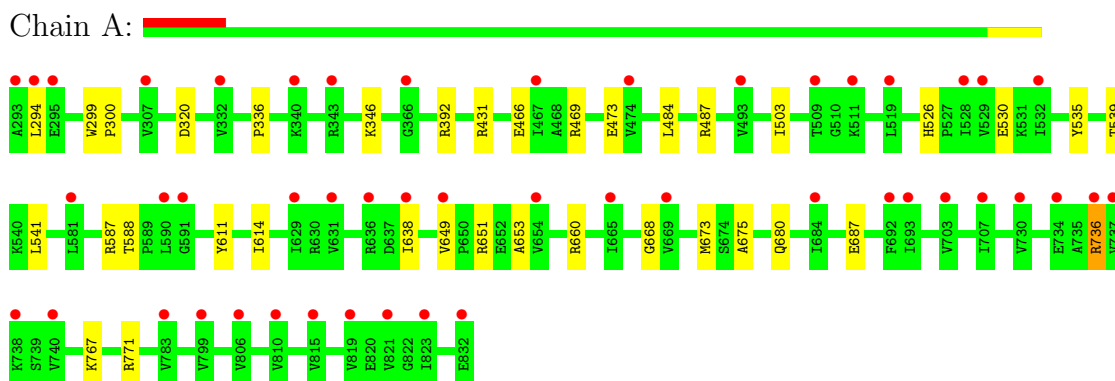 Chain A:
A293 L294 E295 V307 W299 P300 D320 V332 P336 K340 R343 K346 G366 R392 R431 E466 I467 A468 R469 E473 V474 L484 R487 V493 I503 T509 G510 K511 L519 H526 P527 I528 V529 E530 K531 I532 Y535 T539
K540 L541 L581 R587 T588 P589 L590 G591 Y611 I614 I629 R630 V631 R636 D637 I638 V649 P650 R651 E652 A653 V654 R660 I665 G668 V669 M673 S674 A675 Q680 I684 E687 F692 I693 V703 I707 V730 E734 A735 R736 V737
K738 S739 V740 K767 R771 V783 V799 V806 V810 V815 V819 E820 V821 G822 I823 E832